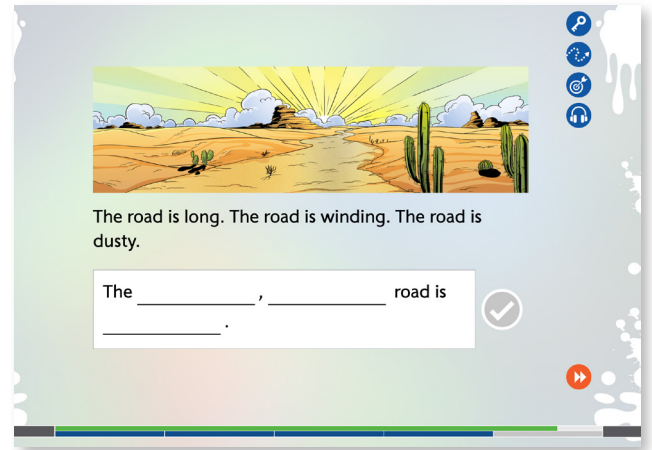 The road is long. The road is winding. The road is
dusty.
The ____________ , ____________ road is
____________ .